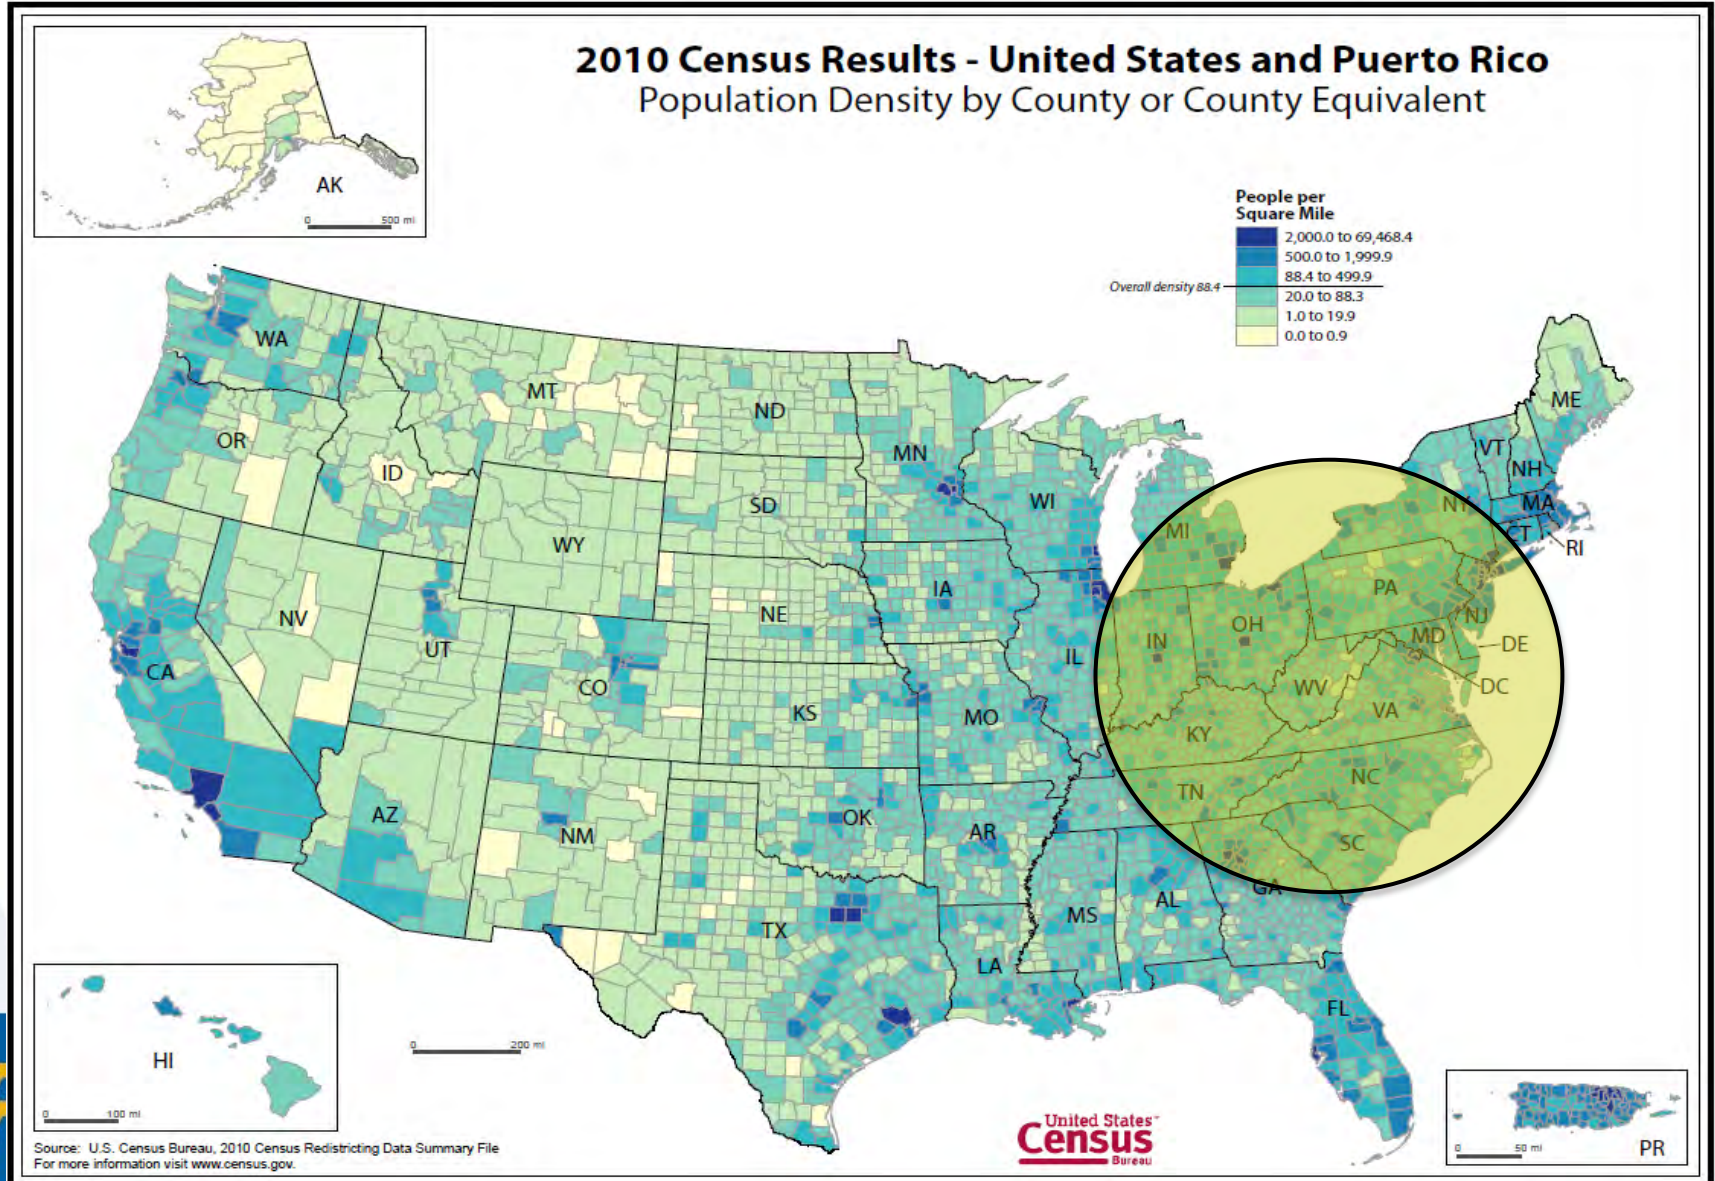 2010 Census Results - United States and Puerto Rico
Population Density by County or County Equivalent
AK
0 500 mi
People per
Square Mile
2,000.0 to 69,468.4
500.0 to 1,999.9
88.4 to 499.9
Overall density 88.4
20.0 to 88.3
1.0 to 19.9
0.0 to 0.9
WA
MT
ND
MN
ME
VT
NH
OR
ID
SD
WI
MI
NY
MA
CT
RI
WY
IA
NE
PA
NJ
NV
UT
CA
CO
IL
IN
OH
MD
DE
DC
WV
VA
KS
MO
KY
NC
TN
AZ
NM
OK
AR
SC
GA
TX
MS
AL
LA
FL
HI
0 100 mi
0 200 mi
PR
0 50 mi
United States™
Census
Bureau
Source: U.S. Census Bureau, 2010 Census Redistricting Data Summary File
For more information visit www.census.gov.